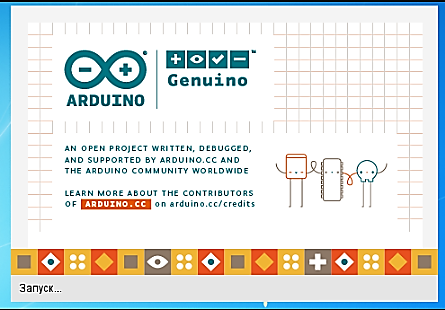 ARDUINO
Genuino
AN OPEN PROJECT WRITTEN, DEBUGGED,
AND SUPPORTED BY ARDUINO.CC AND
THE ARDUINO COMMUNITY WORLDWIDE
LEARN MORE ABOUT THE CONTRIBUTORS
OF ARDUINO.CC on arduino.cc/credits
Запуск...